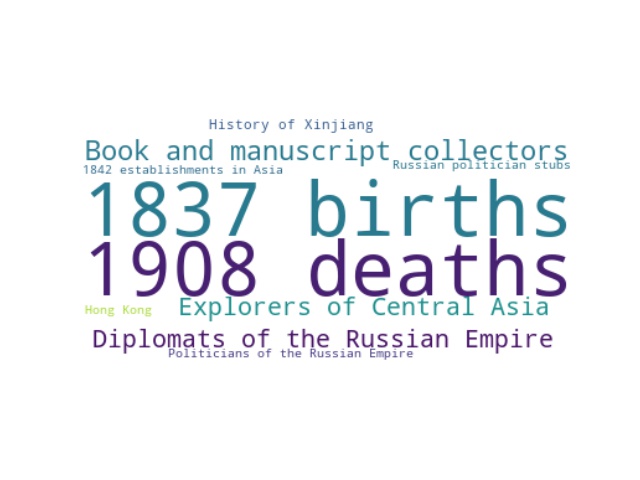 History of Xinjiang
Book and manuscript collectors
Russian politician stubs
1842 establishments in Asia
1837 births
1908 deaths
Hong Kong
Explorers of Central Asia
Diplomats of the Russian Empire
Politicians of the Russian Empire